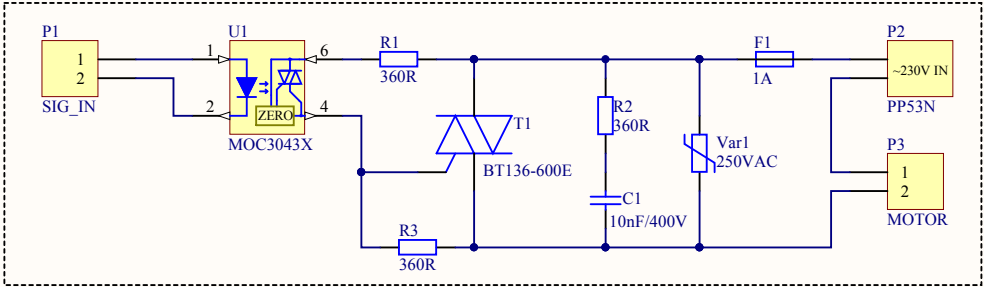 P1
1
2
SIG_IN
U1
1
2
6
4
ZERO
MOC3043X
R1
360R
T1
BT136-600E
R3
360R
R2
360R
C1
10nF/400V
Var1
250VAC
F1
1A
P2
~230V IN
PP53N
P3
1
2
MOTOR